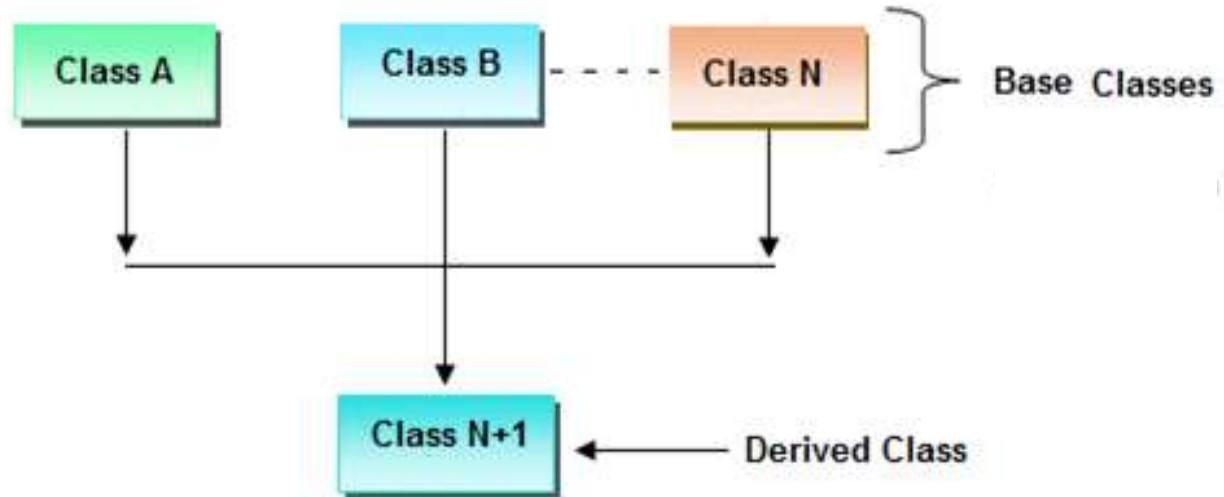 Class A
Class B
Class N
Base Classes
Class N+1
Derived Class